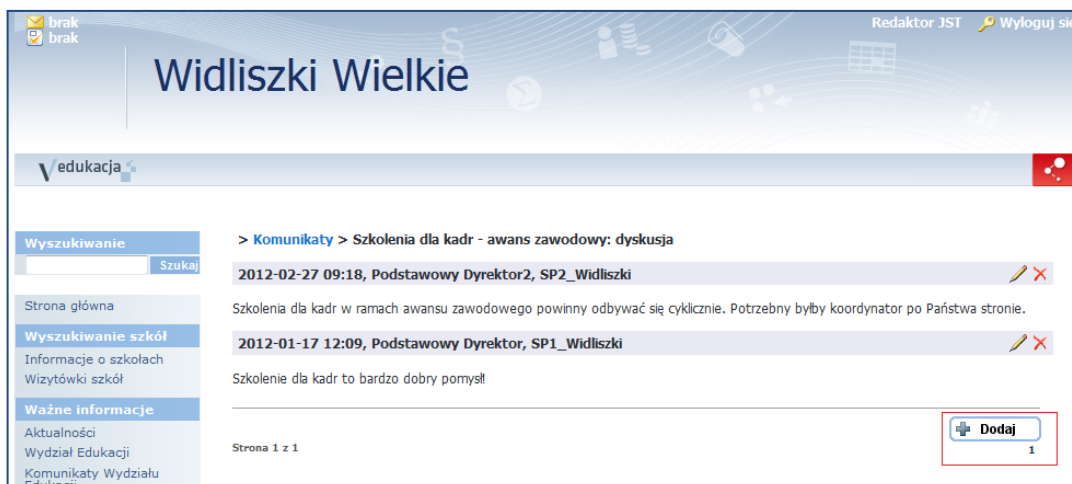 brak
brak
Redaktor JST Wyloguj się
Widliszki Wielkie
Vedukacja
Wyszukiwanie
Szukaj
Strona główna
Wyszukiwanie szkół
Informacje o szkołach
Wizytówki szkół
Ważne informacje
Aktualności
Wydział Edukacji
Komunikaty Wydziału
Edukacji
> Komunikaty > Szkolenia dla kadr - awans zawodowy: dyskusja
2012-02-27 09:18, Podstawowy Dyrektor2, SP2_Widliszki
Szkolenia dla kadr w ramach awansu zawodowego powinny odbywać się cyklicznie. Potrzebny byłby koordynator po Państwa stronie.
2012-01-17 12:09, Podstawowy Dyrektor, SP1_Widliszki
Szkolenie dla kadr to bardzo dobry pomysł!
Strona 1 z 1
Dodaj
1